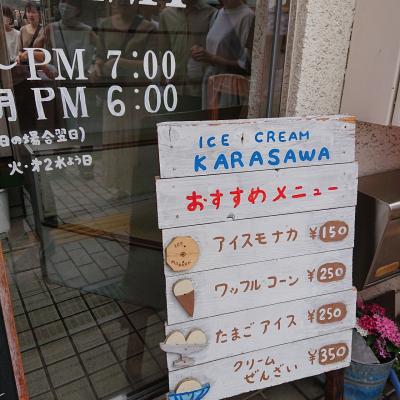 〜PM 7:00
月 PM 6:00
日の場合翌日)
火・オ2水よう日
ICE CREAM
KARASAWA
おすすめメニュー
アイスモナカ ¥150
ワッフルコーン ¥250
たまごアイス ¥250
クリーム
ぜんざい ¥350